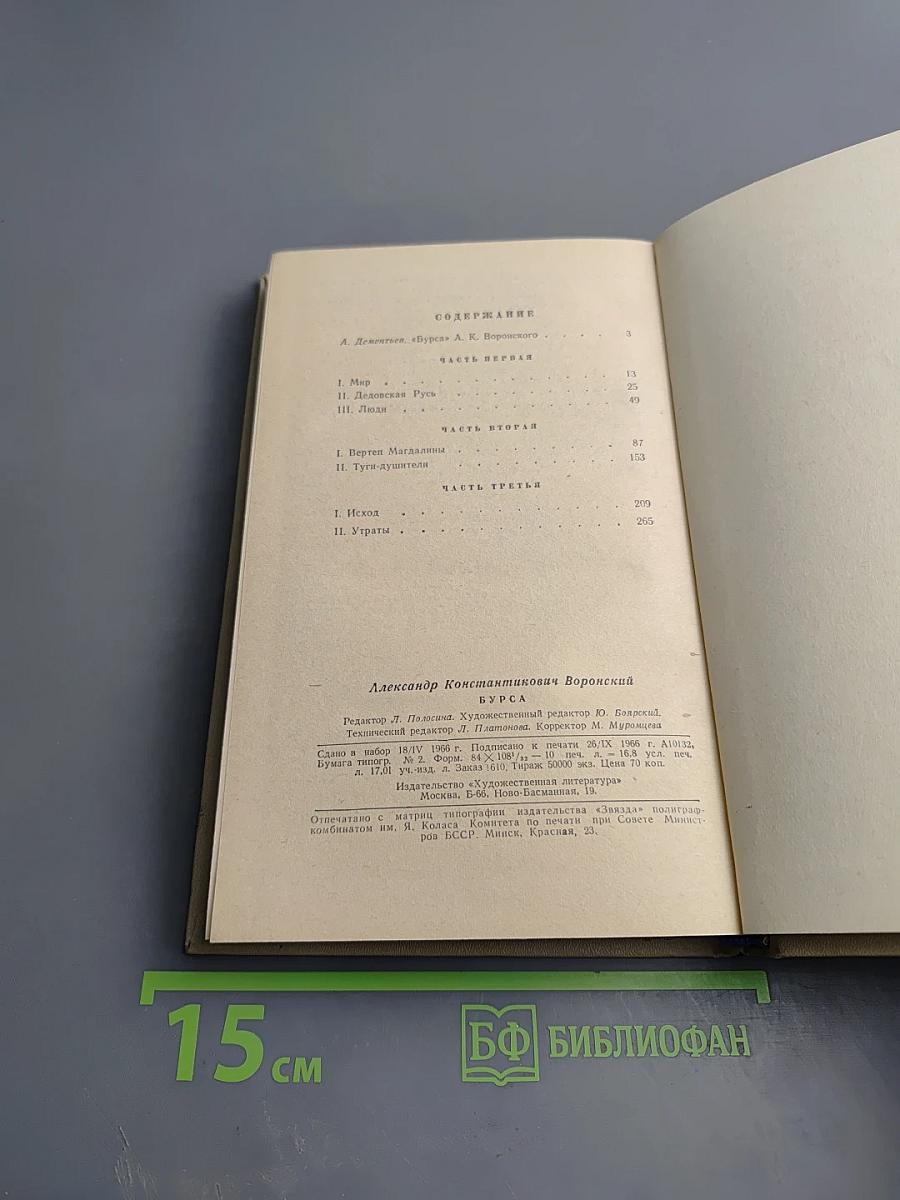 СОДЕРЖАНИЕ
А. Дементьев. «Бурса» А. К. Воронского . . . . 3
ЧАСТЬ ПЕРВАЯ
I. Мир . . . . . . . . . . . . 13
II. Дедовская Русь . . . . . . . . . 25
III. Люди . . . . . . . . . . . 49
ЧАСТЬ ВТОРАЯ
I. Вертеп Магдалины . . . . . . . . . 87
II. Туги-душители . . . . . . . . . 153
ЧАСТЬ ТРЕТЬЯ
I. Исход . . . . . . . . . . . 209
II. Утраты . . . . . . . . . . . 265
Александр Константикович Воронский
БУРСА
Редактор Л. Полосина. Художественный редактор Ю. Боярский.
Технический редактор Л. Платонова. Корректор М. Муромцева
Сдано в набор 18/IV 1966 г. Подписано к печати 26/IX 1966 г. А10132,
Бумага типогр. № 2. Форм. 84×108¹/₃₂ — 10 печ. л. = 16,8 усл. печ.
л. 17,01 уч.-изд. л. Заказ 1610. Тираж 50000 экз. Цена 70 коп.
Издательство «Художественная литература»
Москва, Б-66, Ново-Басманная, 19.
Отпечатано с матриц типографии издательства «Звязда» полиграф-
комбинатом им. Я. Коласа Комитета по печати при Совете Минист-
ров БССР. Минск, Красная, 23.
15 см
БФ БИБЛИОФАН